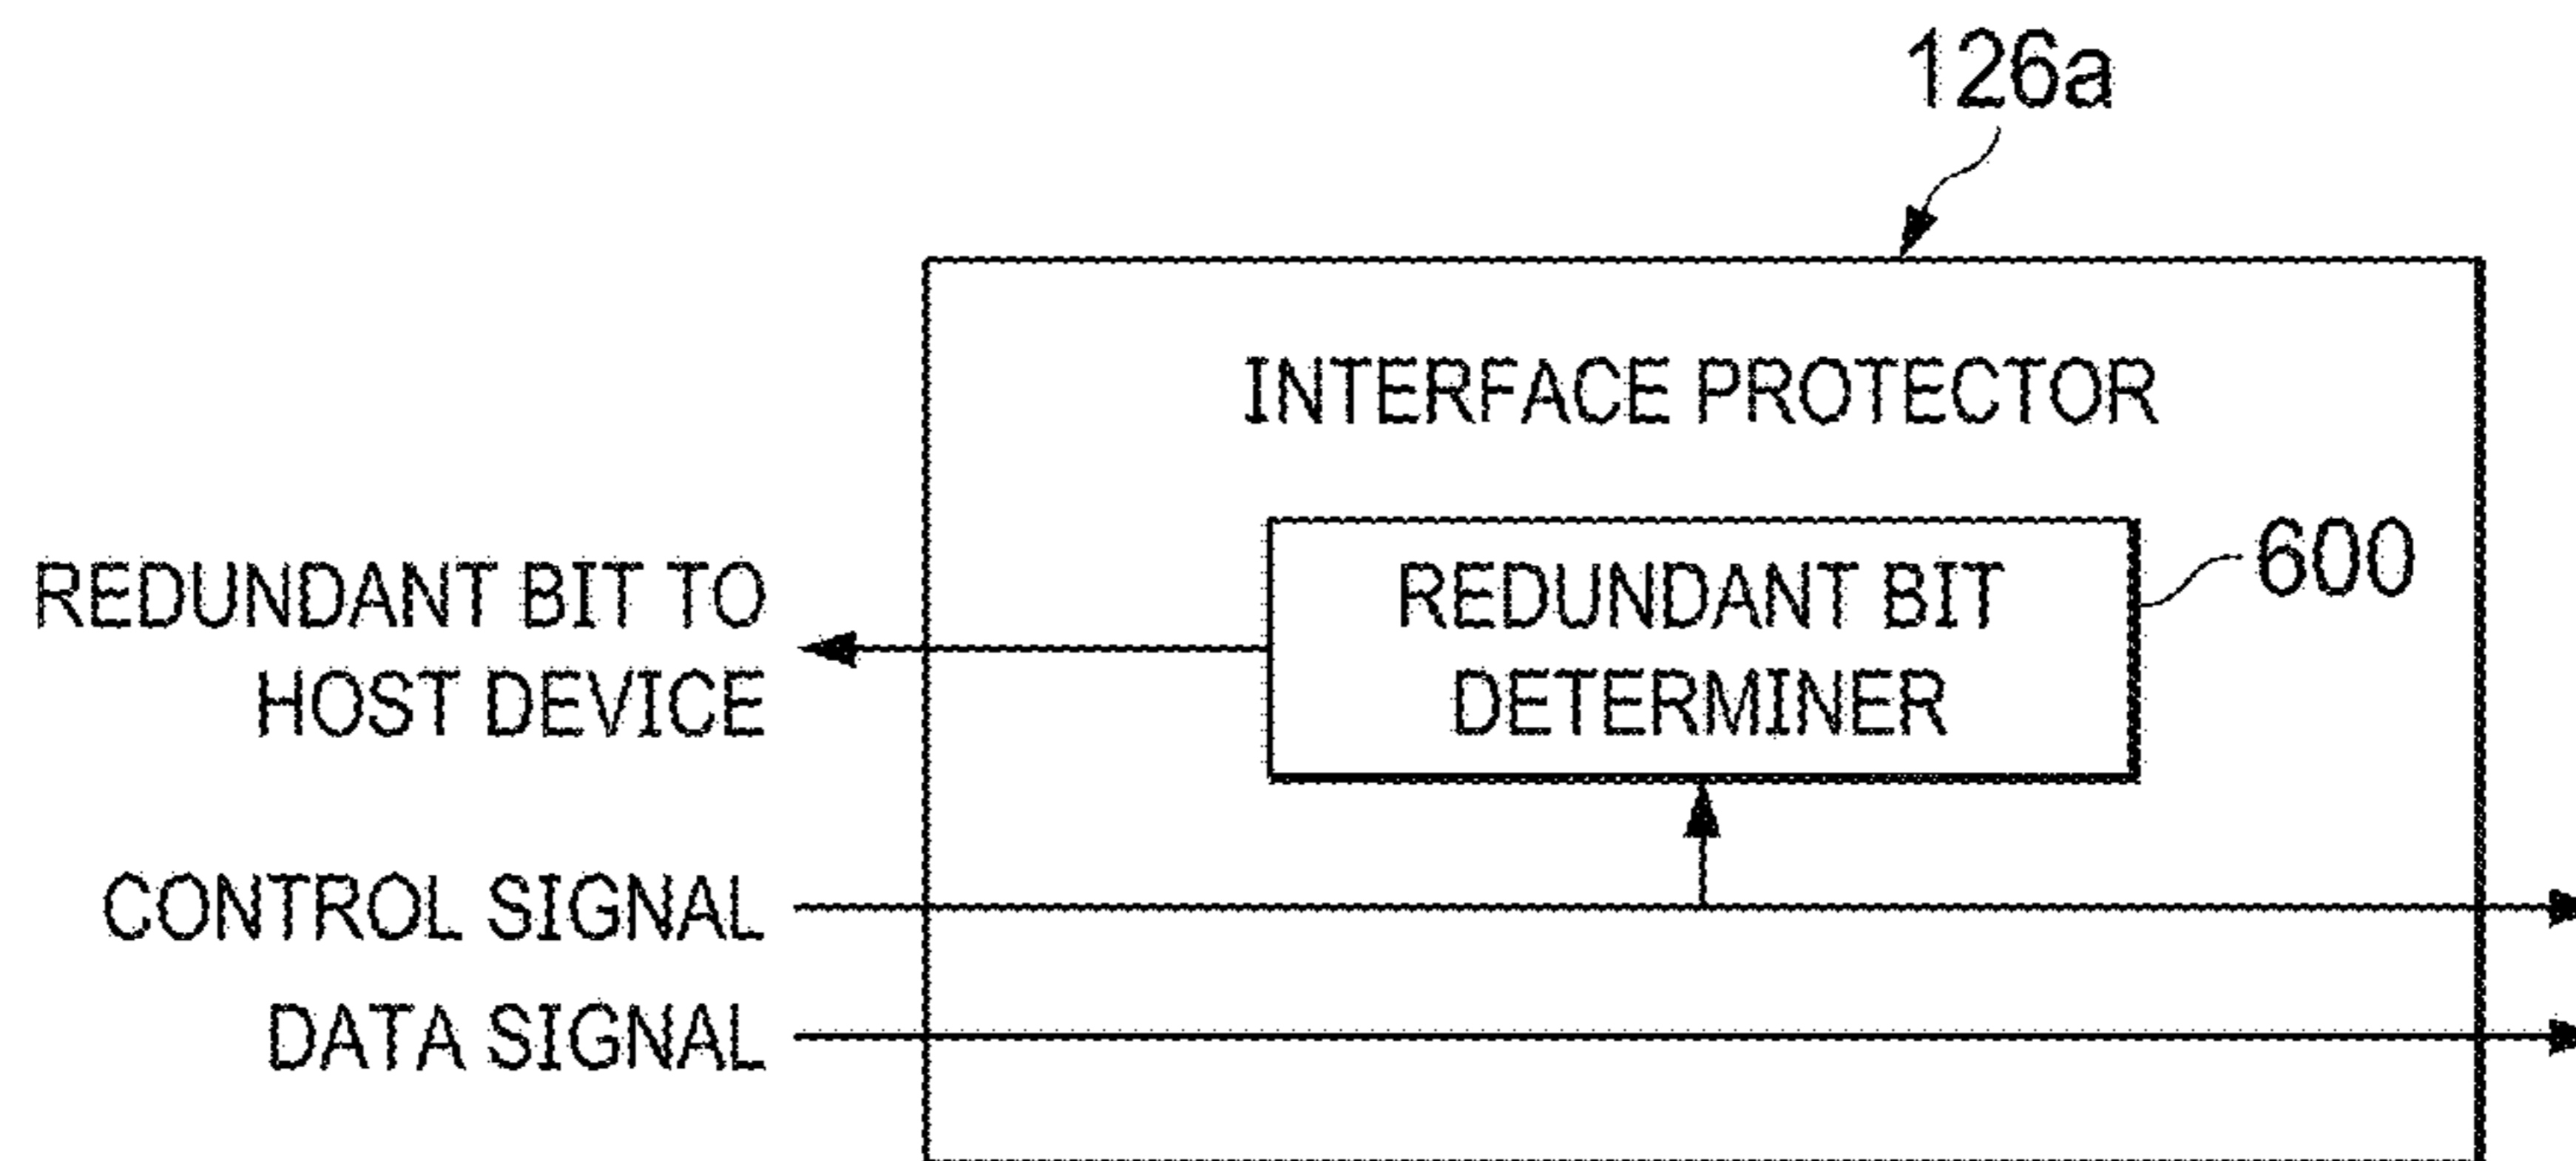 126a
INTERFACE PROTECTOR
REDUNDANT BIT TO
HOST DEVICE
REDUNDANT BIT
DETERMINER
600
CONTROL SIGNAL
DATA SIGNAL